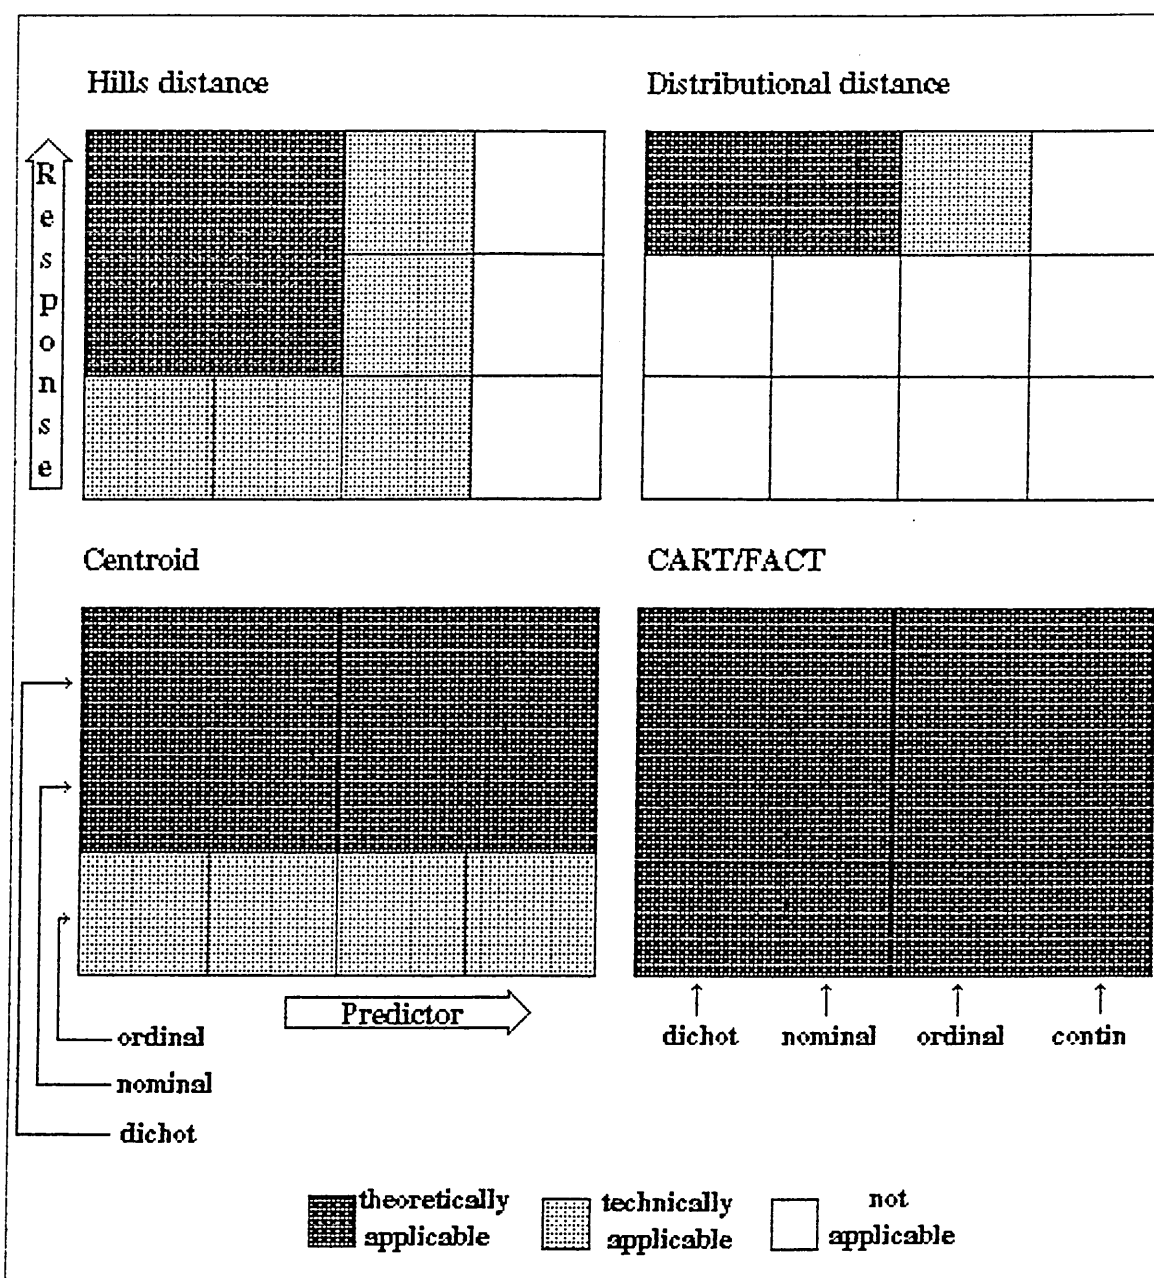 Hills distance
Distributional distance
Response
Centroid
CART/FACT
Predictor
dichot nominal ordinal contin
ordinal
nominal
dichot
theoretically
applicable
technically
applicable
not
applicable